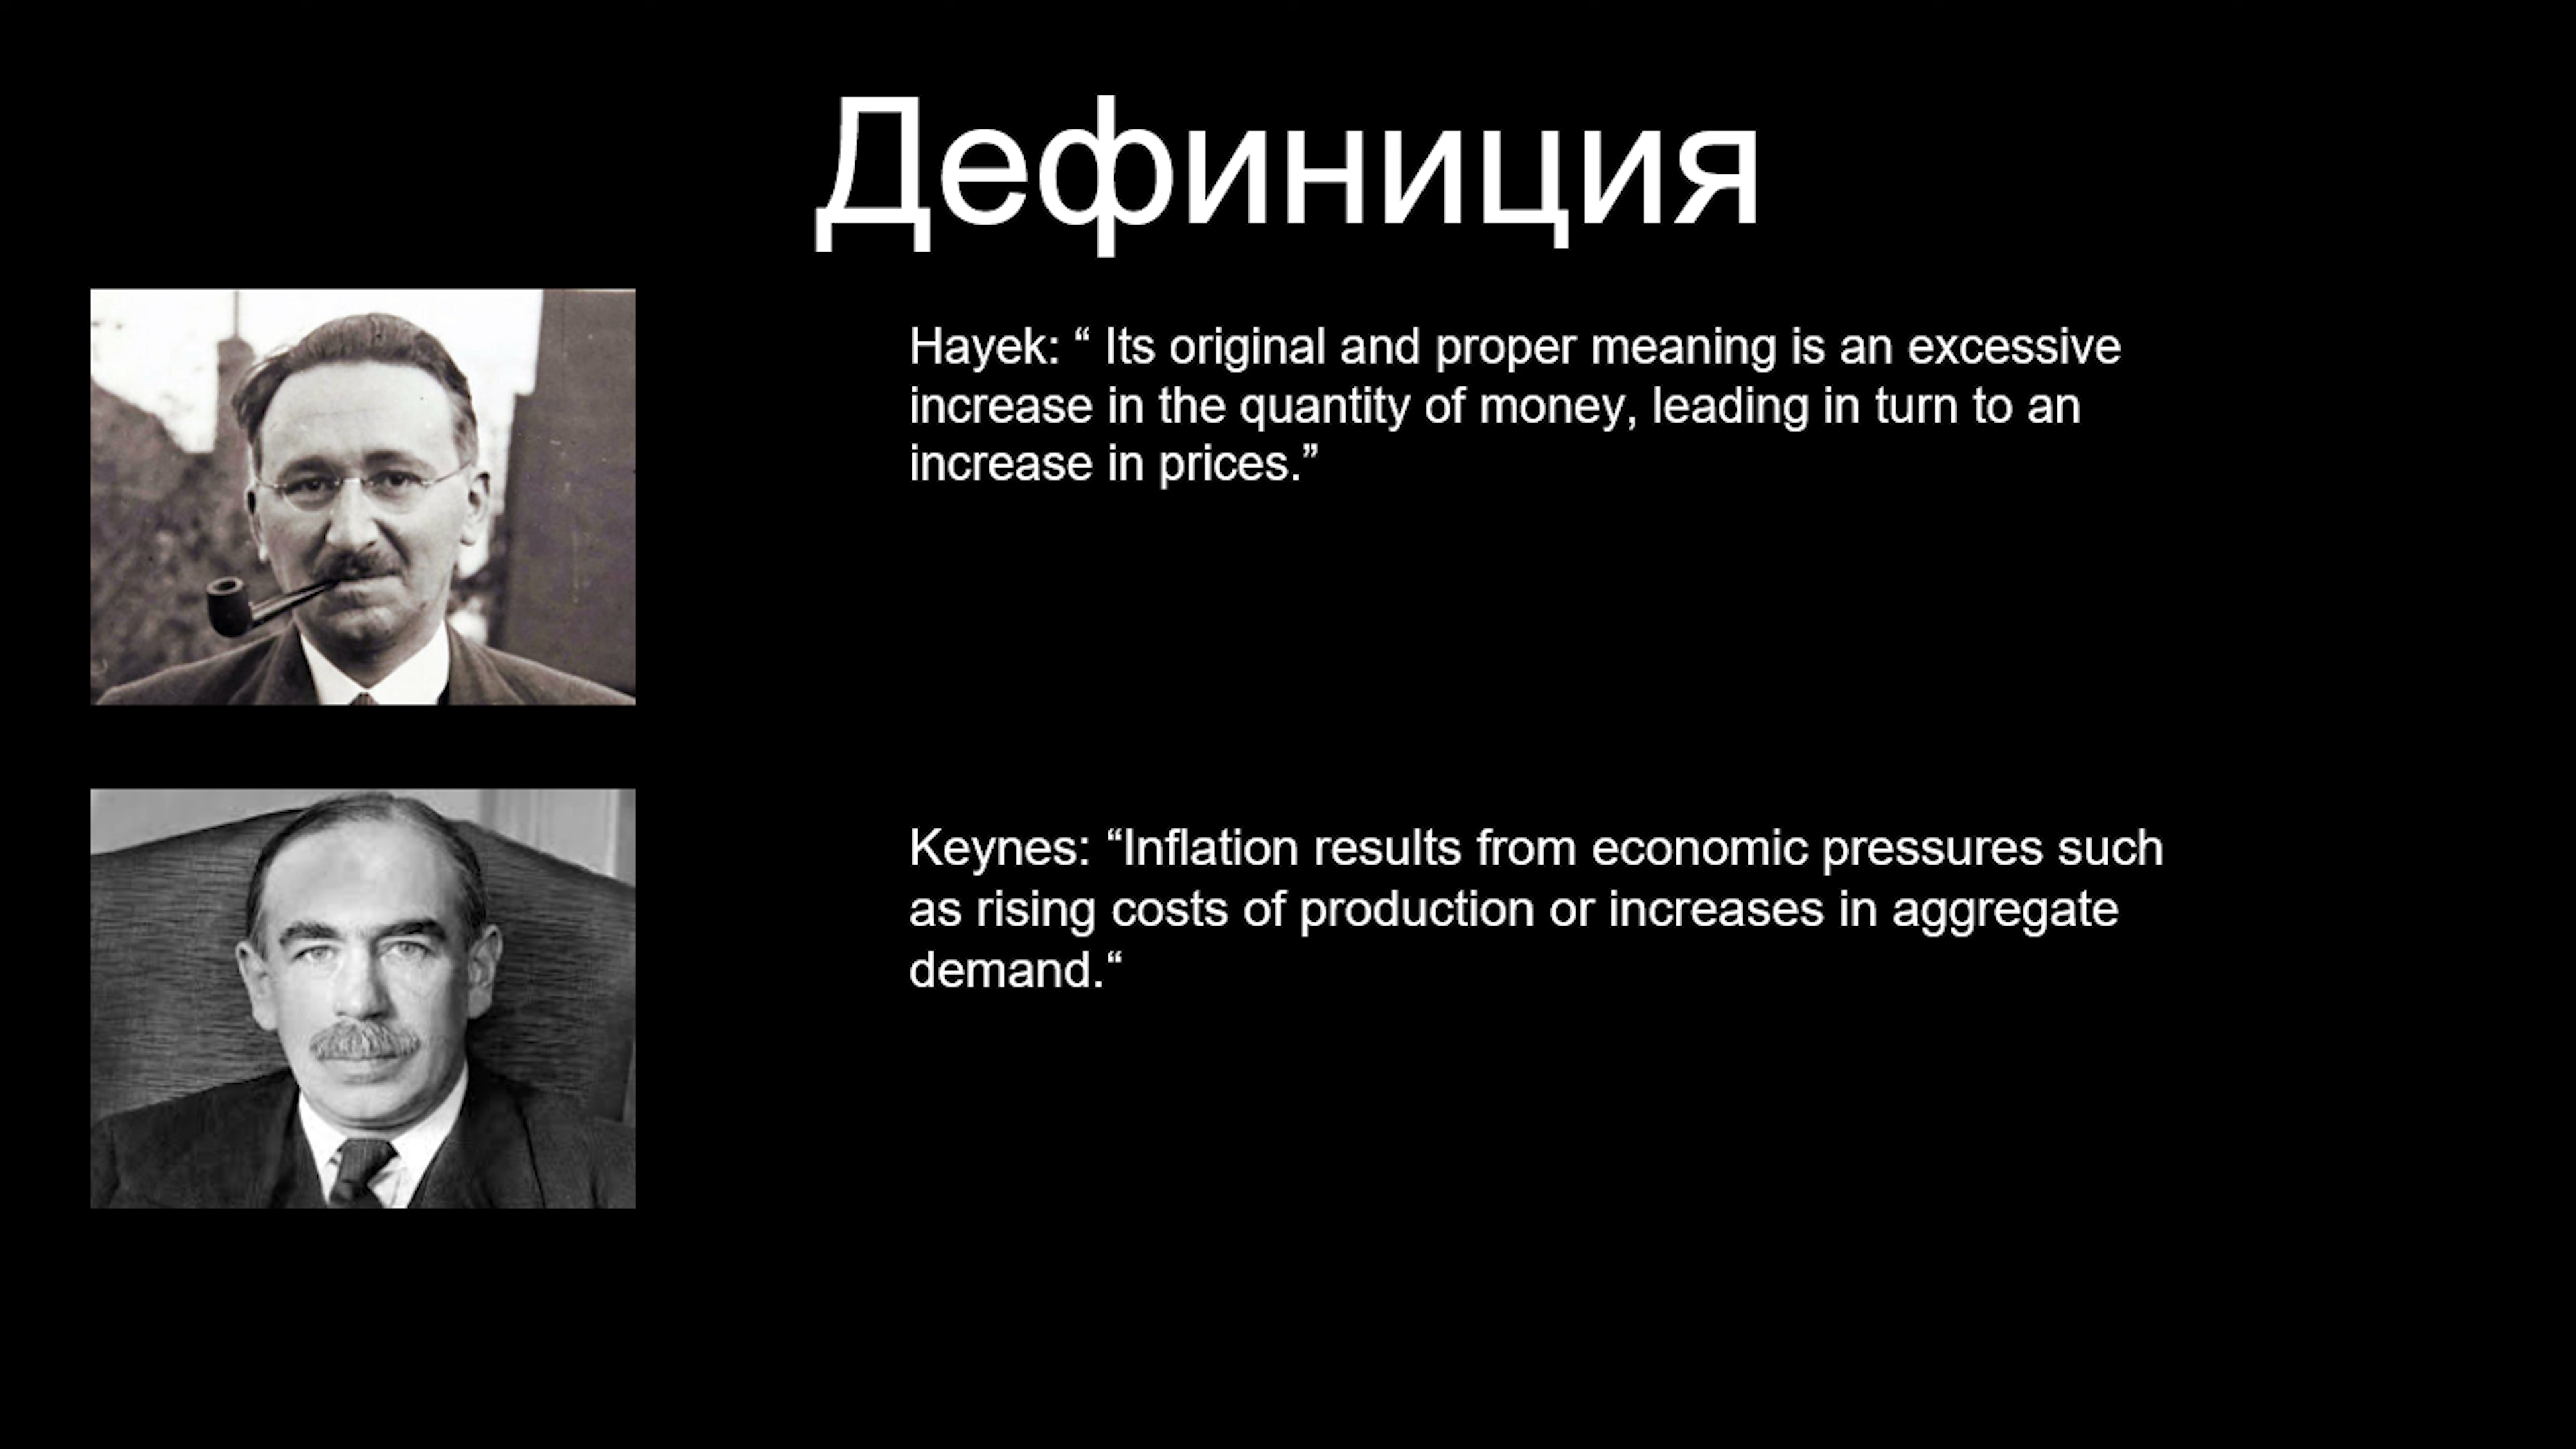 Дефиниция
Hayek: “ Its original and proper meaning is an excessive
increase in the quantity of money, leading in turn to an
increase in prices.”
Keynes: “Inflation results from economic pressures such
as rising costs of production or increases in aggregate
demand.“